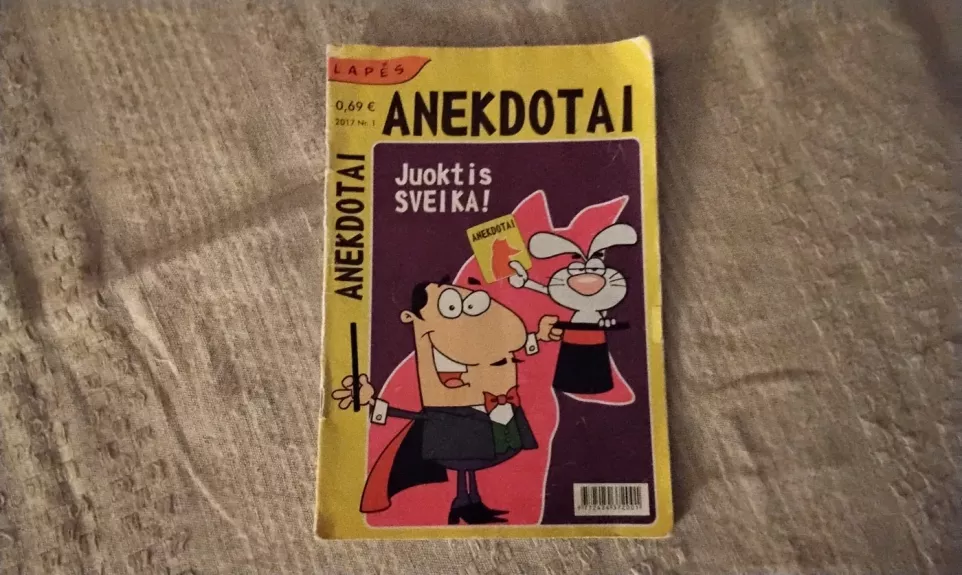 LAPĖS
0,69 €
2017 Nr. 1
ANEKDOTAI
ANEKDOTAI
Juoktis
SVEIKA!
ANEKDOTAI